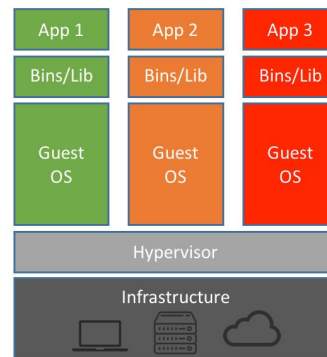 App 1
App 2
App 3
Bins/Lib
Bins/Lib
Bins/Lib
Guest
OS
Guest
OS
Guest
OS
Hypervisor
Infrastructure